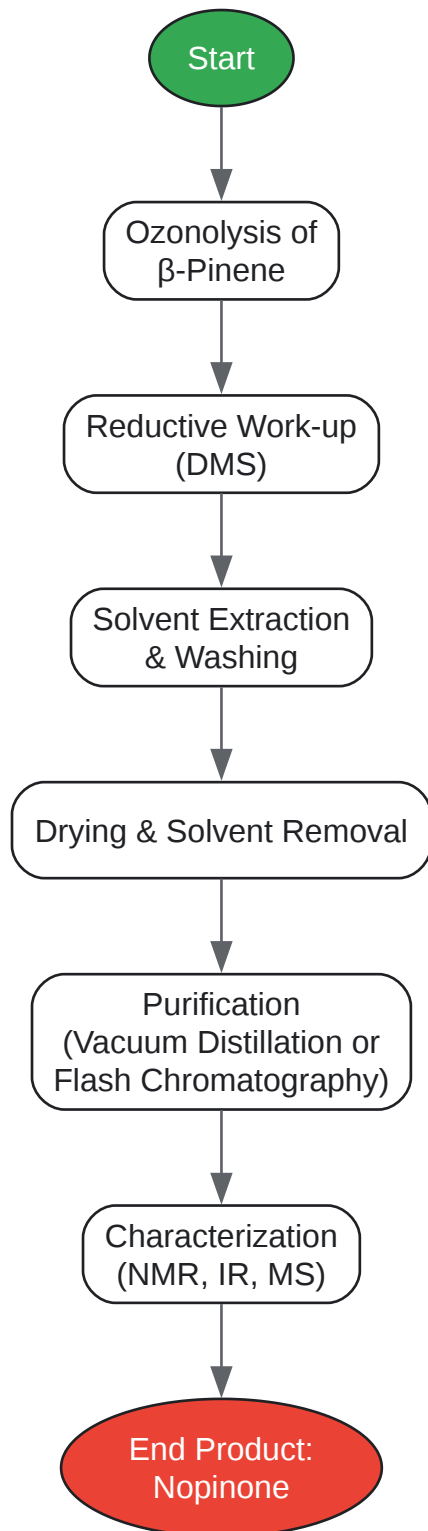 Start
Ozonolysis of
β-Pinene
Reductive Work-up
(DMS)
Solvent Extraction
& Washing
Drying & Solvent Removal
Purification
(Vacuum Distillation or
Flash Chromatography)
Characterization
(NMR, IR, MS)
End Product:
Nopinone